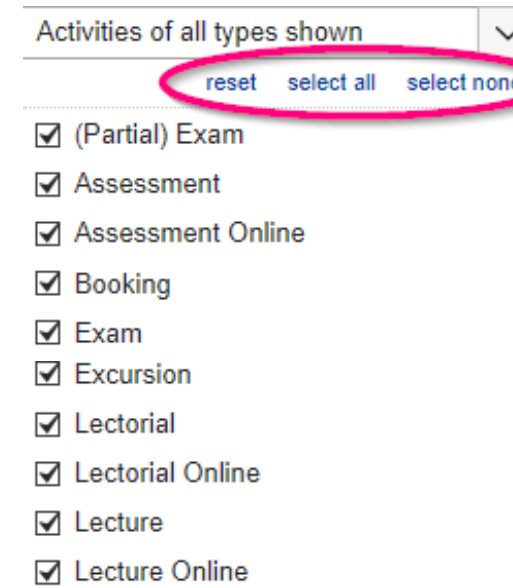 Activities of all types shown
reset select all select none
(Partial) Exam
Assessment
Assessment Online
Booking
Exam
Excursion
Lectorial
Lectorial Online
Lecture
Lecture Online